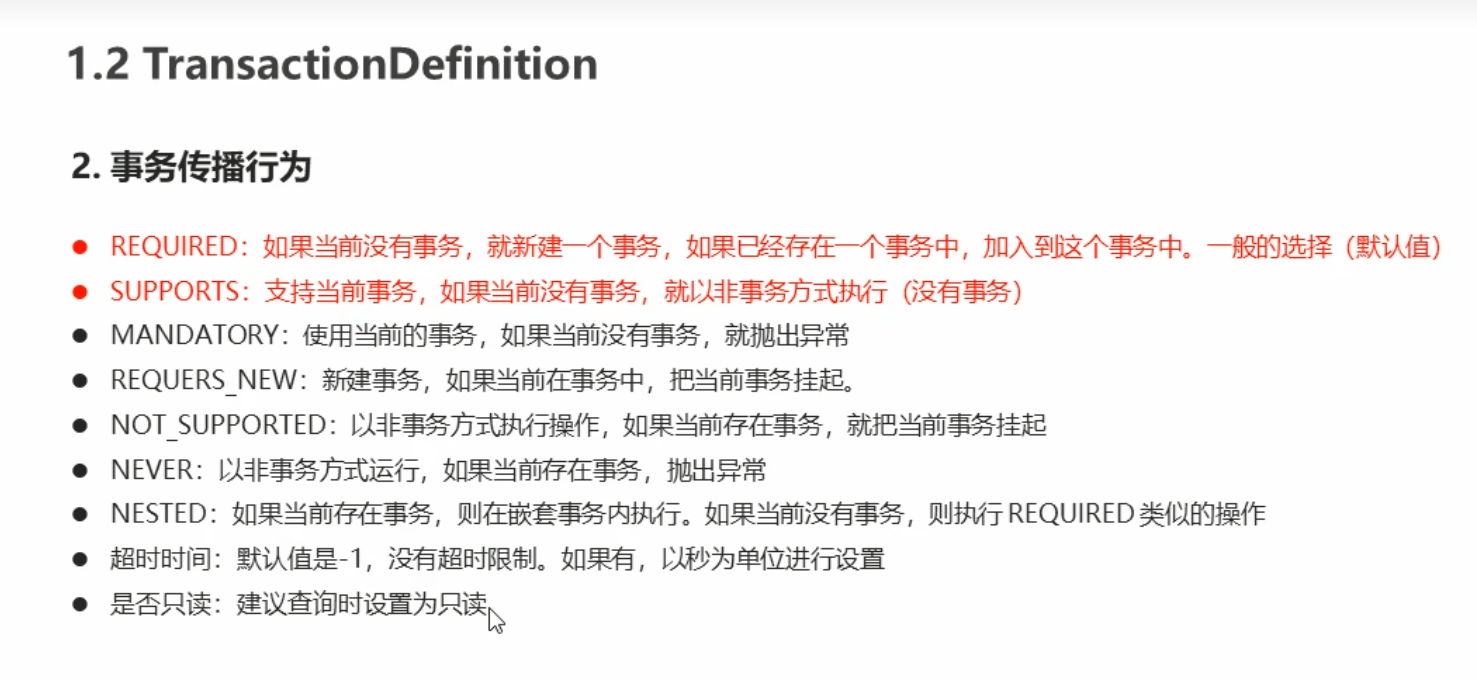 1.2 TransactionDefinition
2. 事务传播行为
● REQUIRED：如果当前没有事务，就新建一个事务，如果已经存在一个事务中，加入到这个事务中。一般的选择（默认值）
● SUPPORTS：支持当前事务，如果当前没有事务，就以非事务方式执行（没有事务）
● MANDATORY：使用当前的事务，如果当前没有事务，就抛出异常
● REQUERS_NEW：新建事务，如果当前在事务中，把当前事务挂起。
● NOT_SUPPORTED：以非事务方式执行操作，如果当前存在事务，就把当前事务挂起
● NEVER：以非事务方式运行，如果当前存在事务，抛出异常
● NESTED：如果当前存在事务，则在嵌套事务内执行。如果当前没有事务，则执行 REQUIRED 类似的操作
● 超时时间：默认值是-1，没有超时限制。如果有，以秒为单位进行设置
● 是否只读：建议查询时设置为只读